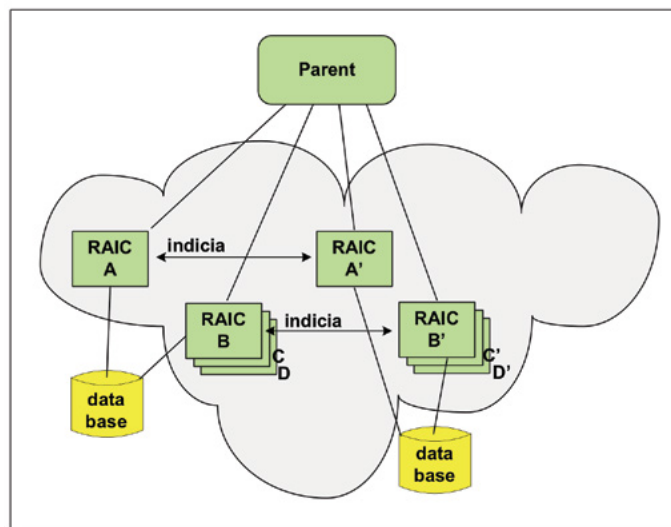 Parent
RAIC
A
indicia
RAIC
A'
RAIC
B
C
D
indicia
RAIC
B'
C'
D'
data
base
data
base